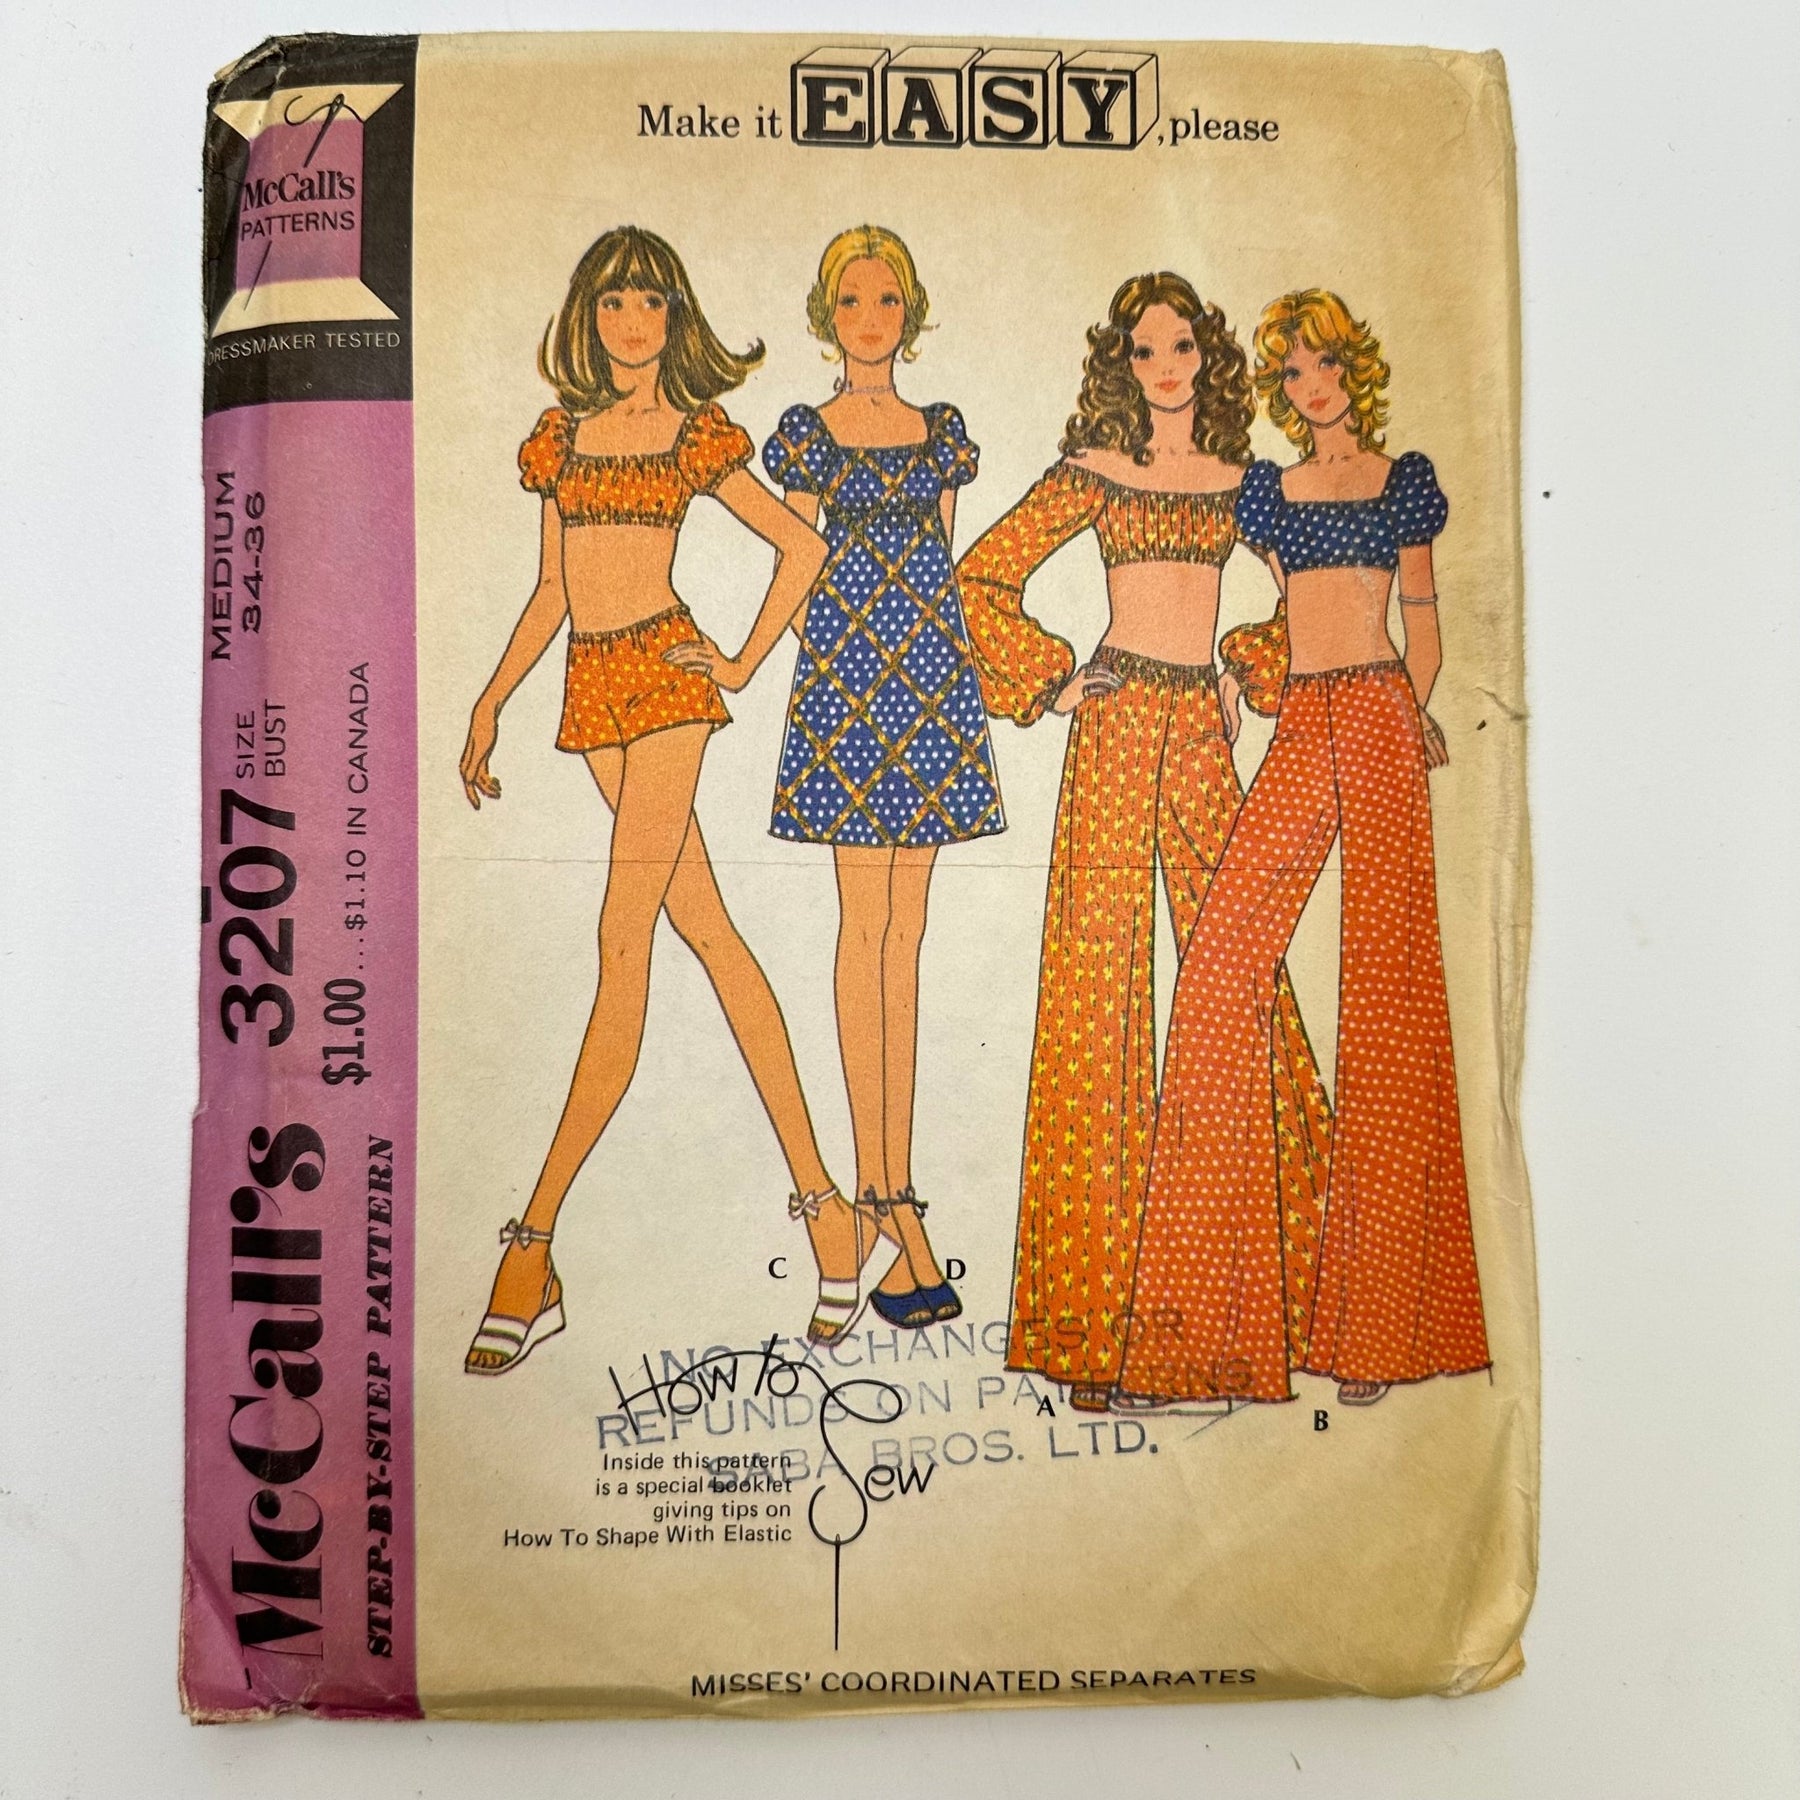 Make it EASY, please
McCall's
PATTERNS
DRESSMAKER TESTED
McCall's 3207 SIZE MEDIUM
BUST 34-36
$1.00...$1.10 IN CANADA
STEP-BY-STEP PATTERN
C
D
A
B
How to Sew
Inside this pattern
is a special booklet
giving tips on
How To Shape With Elastic
NO EXCHANGES OR
REFUNDS ON PATTERNS
SABA BROS. LTD.
MISSES' COORDINATED SEPARATES